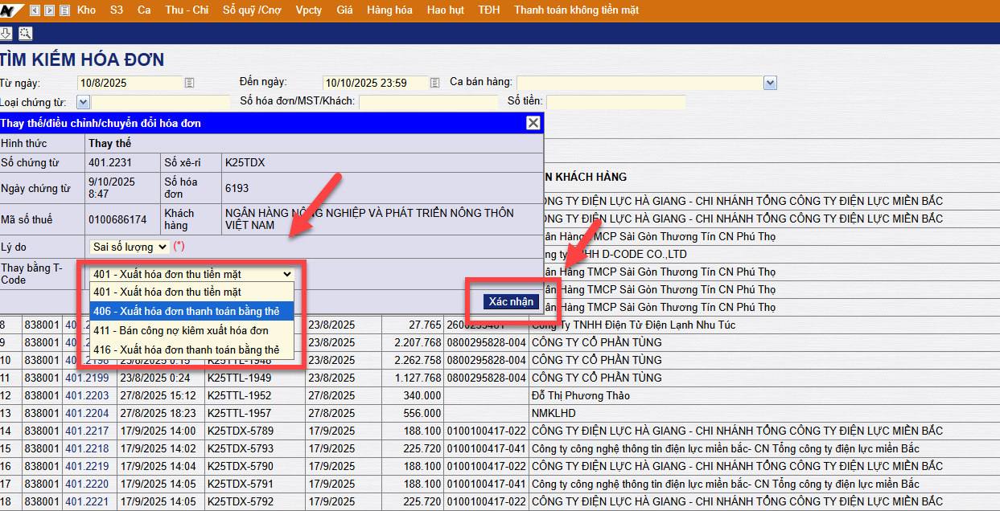 Kho S3 Ca Thu - Chi Sổ quỹ /Cnợ Vpcty Giá Hàng hóa Hao hụt TĐH Thanh toán không tiền mặt
TÌM KIẾM HÓA ĐƠN
Từ ngày: 10/8/2025 Đến ngày: 10/10/2025 23:59 Ca bán hàng:
Loại chứng từ: Số hóa đơn/MST/Khách: Số tiền:
Thay thế/điều chỉnh/chuyển đổi hóa đơn
Hình thức Thay thế
Số chứng từ 401.2231 Số xê-ri K25TDX
Ngày chứng từ 9/10/2025 8:47 Số hóa đơn 6193
Mã số thuế 0100686174 Khách hàng NGÂN HÀNG NÔNG NGHIỆP VÀ PHÁT TRIỂN NÔNG THÔN VIỆT NAM
Lý do Sai số lượng (*)
Thay bằng T-Code 401 - Xuất hóa đơn thu tiền mặt
401 - Xuất hóa đơn thu tiền mặt
406 - Xuất hóa đơn thanh toán bằng thẻ
411 - Bán công nợ kiêm xuất hóa đơn
416 - Xuất hóa đơn thanh toán bằng thẻ
Xác nhận
N KHÁCH HÀNG
ÔNG TY ĐIỆN LỰC HÀ GIANG - CHI NHÁNH TỔNG CÔNG TY ĐIỆN LỰC MIỀN BẮC
ÔNG TY ĐIỆN LỰC HÀ GIANG - CHI NHÁNH TỔNG CÔNG TY ĐIỆN LỰC MIỀN BẮC
ân Hàng TMCP Sài Gòn Thương Tín CN Phú Thọ
ng ty TNHH D-CODE CO.,LTD
ân Hàng TMCP Sài Gòn Thương Tín CN Phú Thọ
ân Hàng TMCP Sài Gòn Thương Tín CN Phú Thọ
ân Hàng TMCP Sài Gòn Thương Tín CN Phú Thọ
8 838001 23/8/2025 27.765 Công Ty TNHH Điện Tử Điện Lạnh Nhu Túc
9 838001 23/8/2025 2.207.768 0800295828-004 CÔNG TY CỔ PHẦN TÙNG
10 838001 401.2198 23/8/2025 0:15 K25TTL-1948 23/8/2025 2.262.758 0800295828-004 CÔNG TY CỔ PHẦN TÙNG
11 838001 401.2199 23/8/2025 0:24 K25TTL-1949 23/8/2025 1.127.768 0800295828-004 CÔNG TY CỔ PHẦN TÙNG
12 838001 401.2203 27/8/2025 15:12 K25TTL-1952 27/8/2025 340.000 Đỗ Thị Phương Thảo
13 838001 401.2204 27/8/2025 18:23 K25TTL-1957 27/8/2025 556.000 NMKLHD
14 838001 401.2217 17/9/2025 14:00 K25TDX-5789 17/9/2025 188.100 0100100417-022 CÔNG TY ĐIỆN LỰC HÀ GIANG - CHI NHÁNH TỔNG CÔNG TY ĐIỆN LỰC MIỀN BẮC
15 838001 401.2218 17/9/2025 14:02 K25TDX-5793 17/9/2025 225.720 0100100417-041 Công ty công nghệ thông tin điện lực miền bắc- CN Tổng công ty điện lực miền Bắc
16 838001 401.2219 17/9/2025 14:04 K25TDX-5790 17/9/2025 188.100 0100100417-022 CÔNG TY ĐIỆN LỰC HÀ GIANG - CHI NHÁNH TỔNG CÔNG TY ĐIỆN LỰC MIỀN BẮC
17 838001 401.2220 17/9/2025 14:05 K25TDX-5791 17/9/2025 188.100 0100100417-041 Công ty công nghệ thông tin điện lực miền bắc- CN Tổng công ty điện lực miền Bắc
18 838001 401.2221 17/9/2025 14:05 K25TDX-5792 17/9/2025 225.720 0100100417-022 CÔNG TY ĐIỆN LỰC HÀ GIANG - CHI NHÁNH TỔNG CÔNG TY ĐIỆN LỰC MIỀN BẮC